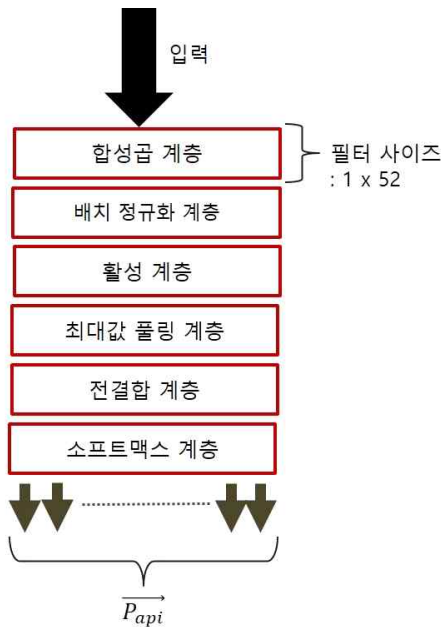 입력
합성곱 계층
필터 사이즈
: 1 x 52
배치 정규화 계층
활성 계층
최대값 풀링 계층
전결합 계층
소프트맥스 계층
P_api